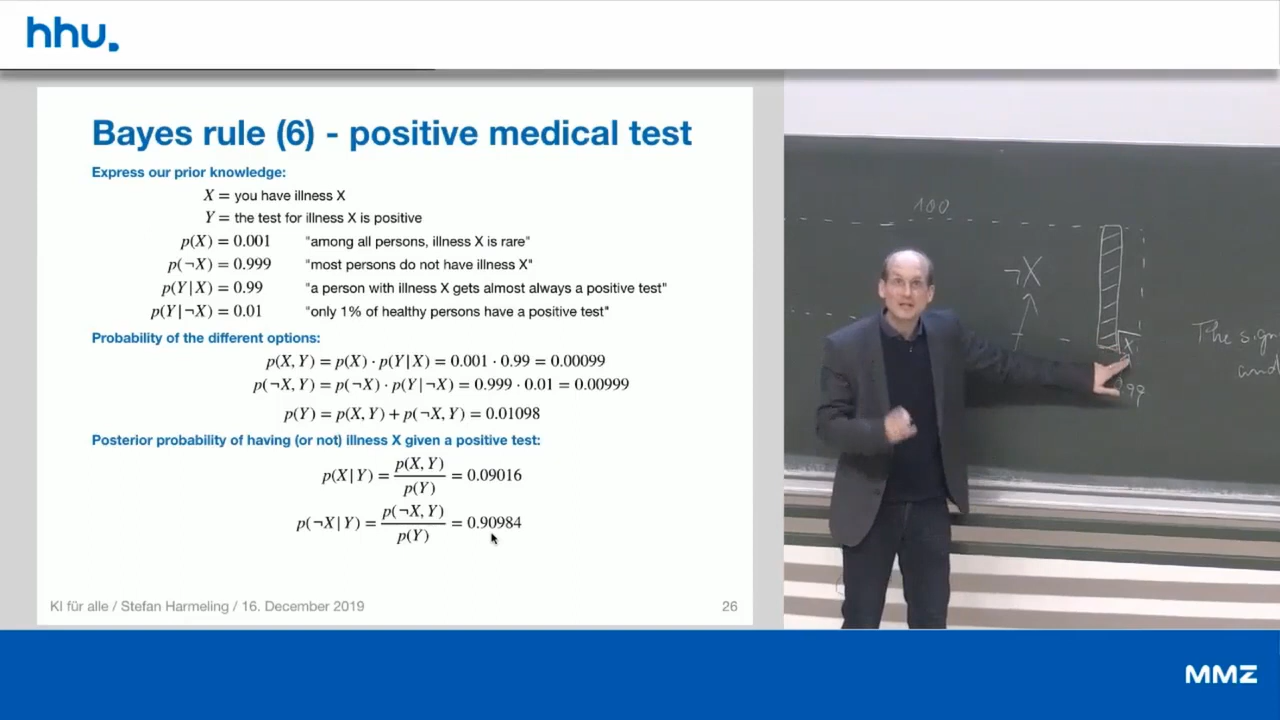 hhu.
Bayes rule (6) - positive medical test
Express our prior knowledge:
X = you have illness X
Y = the test for illness X is positive
p(X) = 0.001 "among all persons, illness X is rare"
p(¬X) = 0.999 "most persons do not have illness X"
p(Y|X) = 0.99 "a person with illness X gets almost always a positive test"
p(Y|¬X) = 0.01 "only 1% of healthy persons have a positive test"
Probability of the different options:
p(X, Y) = p(X) · p(Y|X) = 0.001 · 0.99 = 0.00099
p(¬X, Y) = p(¬X) · p(Y|¬X) = 0.999 · 0.01 = 0.00999
p(Y) = p(X, Y) + p(¬X, Y) = 0.01098
Posterior probability of having (or not) illness X given a positive test:
p(X|Y) = p(X, Y) / p(Y) = 0.09016
p(¬X|Y) = p(¬X, Y) / p(Y) = 0.90984
KI für alle / Stefan Harmeling / 16. December 2019 26
100
¬X
X
The sign
and
MMZ